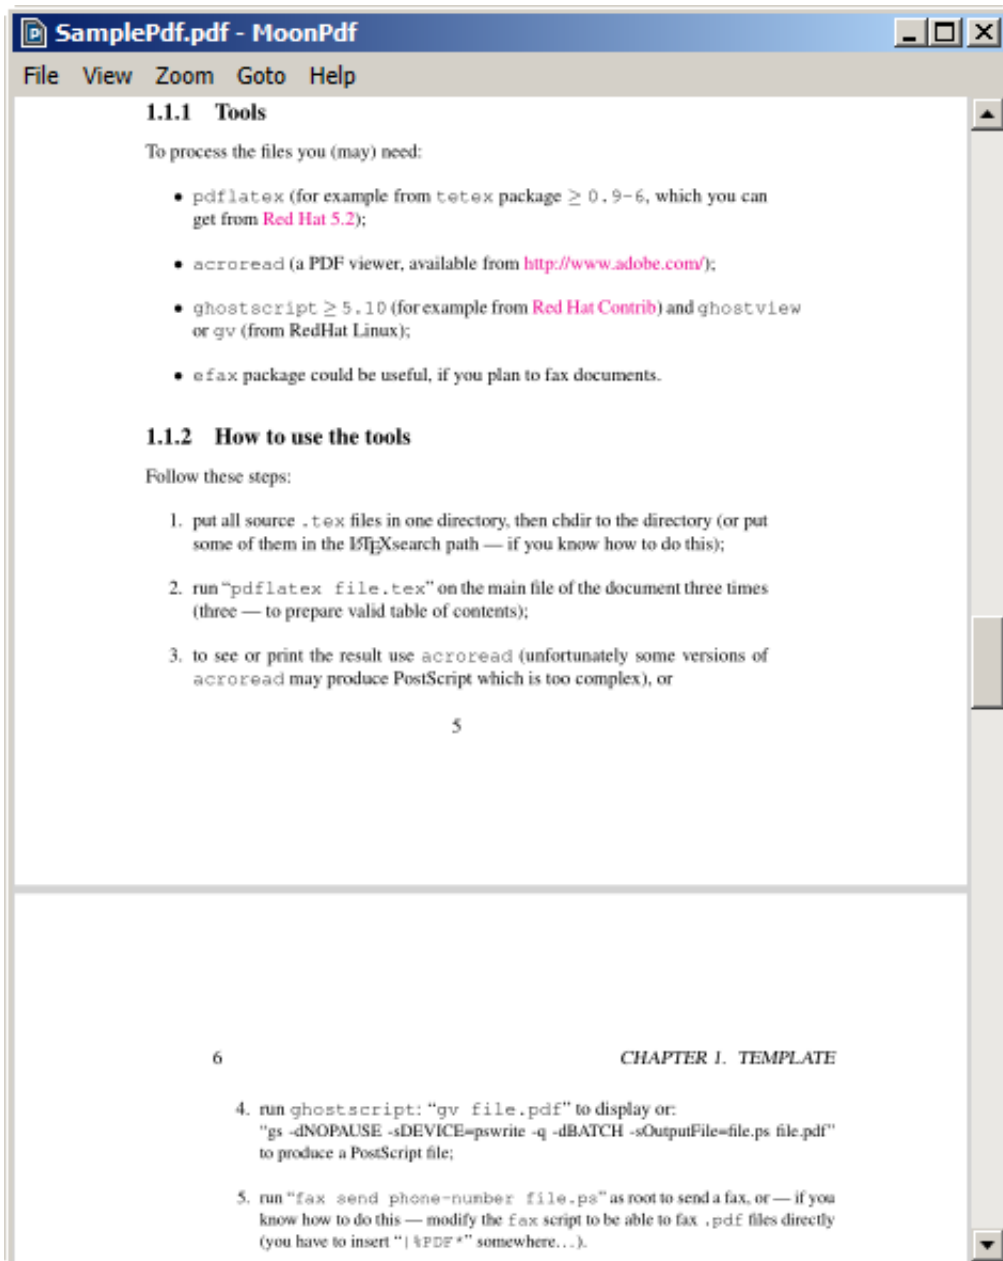 SamplePdf.pdf - MoonPdf
File View Zoom Goto Help
1.1.1 Tools
To process the files you (may) need:
• pdflatex (for example from tetex package ≥ 0.9-6, which you can
get from Red Hat 5.2);
• acroread (a PDF viewer, available from http://www.adobe.com/);
• ghostscript ≥ 5.10 (for example from Red Hat Contrib) and ghostview
or gv (from RedHat Linux);
• efax package could be useful, if you plan to fax documents.
1.1.2 How to use the tools
Follow these steps:
1. put all source .tex files in one directory, then chdir to the directory (or put
some of them in the LATEXsearch path — if you know how to do this);
2. run “pdflatex file.tex” on the main file of the document three times
(three — to prepare valid table of contents);
3. to see or print the result use acroread (unfortunately some versions of
acroread may produce PostScript which is too complex), or
5
6 CHAPTER 1. TEMPLATE
4. run ghostscript: “gv file.pdf” to display or:
“gs -dNOPAUSE -sDEVICE=pswrite -q -dBATCH -sOutputFile=file.ps file.pdf”
to produce a PostScript file;
5. run “fax send phone-number file.ps” as root to send a fax, or — if you
know how to do this — modify the fax script to be able to fax .pdf files directly
(you have to insert “|%PDF*” somewhere...).